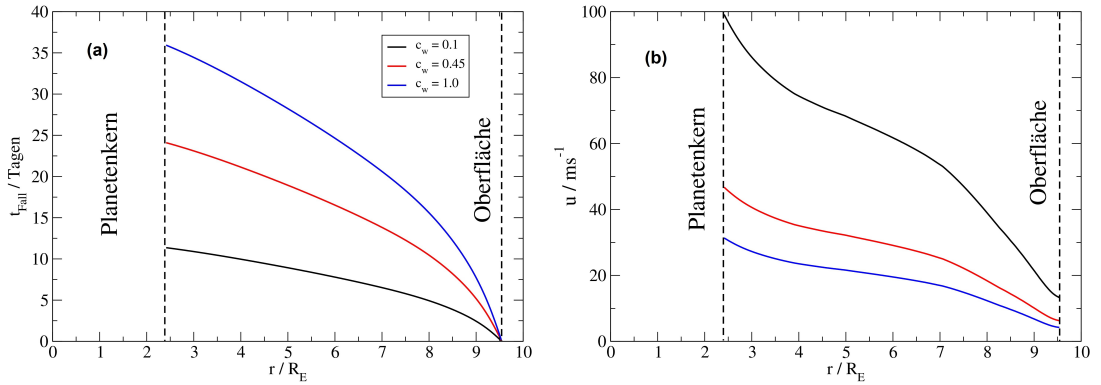 (a)
c_w = 0.1
c_w = 0.45
c_w = 1.0
Planetenkern
Oberfläche
t_Fall / Tagen
40
35
30
25
20
15
10
5
0
0 1 2 3 4 5 6 7 8 9 10
r / R_E
(b)
Planetenkern
Oberfläche
u / ms^-1
100
80
60
40
20
0
0 1 2 3 4 5 6 7 8 9 10
r / R_E